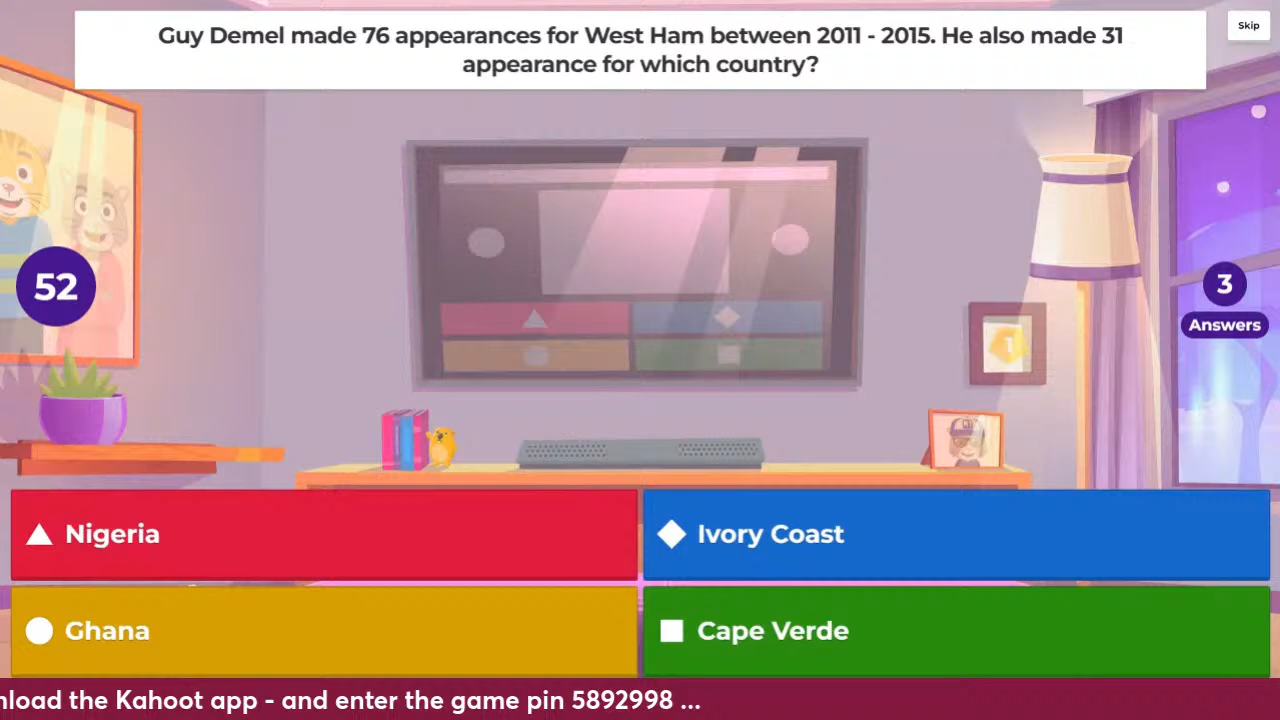 Guy Demel made 76 appearances for West Ham between 2011 - 2015. He also made 31
appearance for which country?
Skip
52
3
Answers
Nigeria
Ivory Coast
Ghana
Cape Verde
nload the Kahoot app - and enter the game pin 5892998 ...